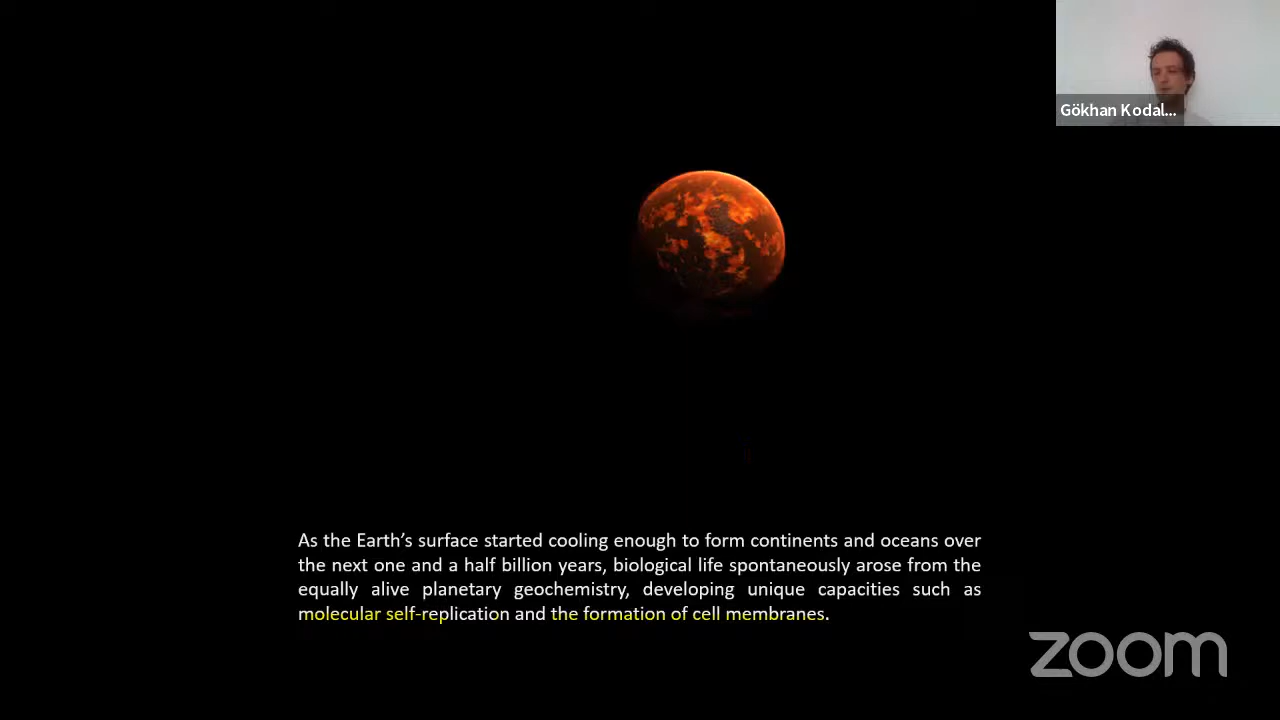 Gökhan Kodal...
As the Earth's surface started cooling enough to form continents and oceans over
the next one and a half billion years, biological life spontaneously arose from the
equally alive planetary geochemistry, developing unique capacities such as
molecular self-replication and the formation of cell membranes.
zoom